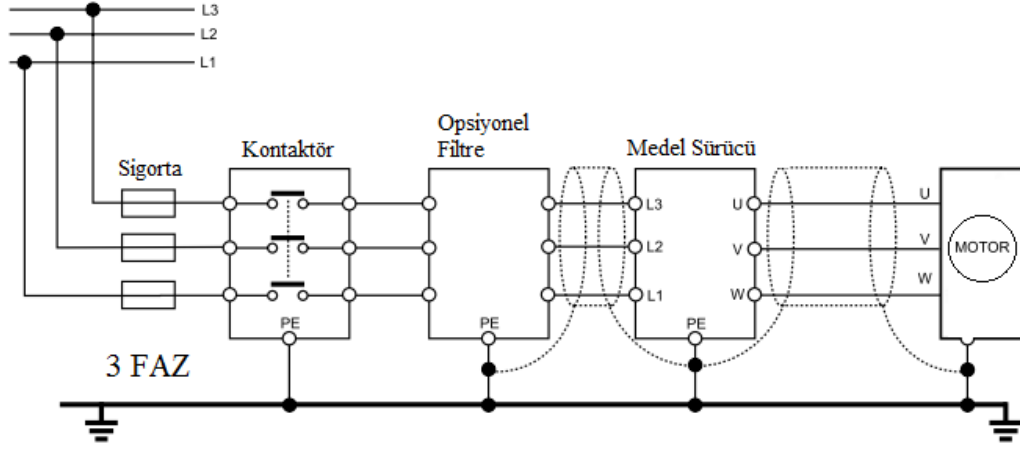 L3
L2
L1
Opsiyonel
Filtre
Sigorta
Kontaktör
Medel Sürücü
L3
U
U
L2
V
V
MOTOR
L1
W
W
PE
PE
PE
3 FAZ